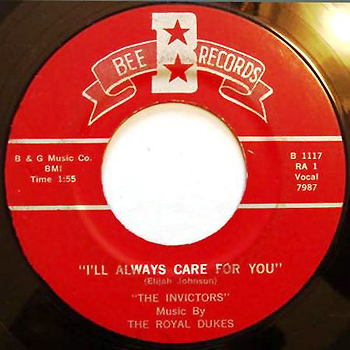 BEE B RECORDS
B & G Music Co.
BMI
Time 1:55
B 1117
RA 1
Vocal
7987
"I'LL ALWAYS CARE FOR YOU"
(Elijah Johnson)
"THE INVICTORS"
Music By
THE ROYAL DUKES